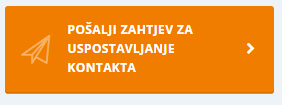 POŠALJI ZAHTJEV ZA
USPOSTAVLJANJE
KONTAKTA